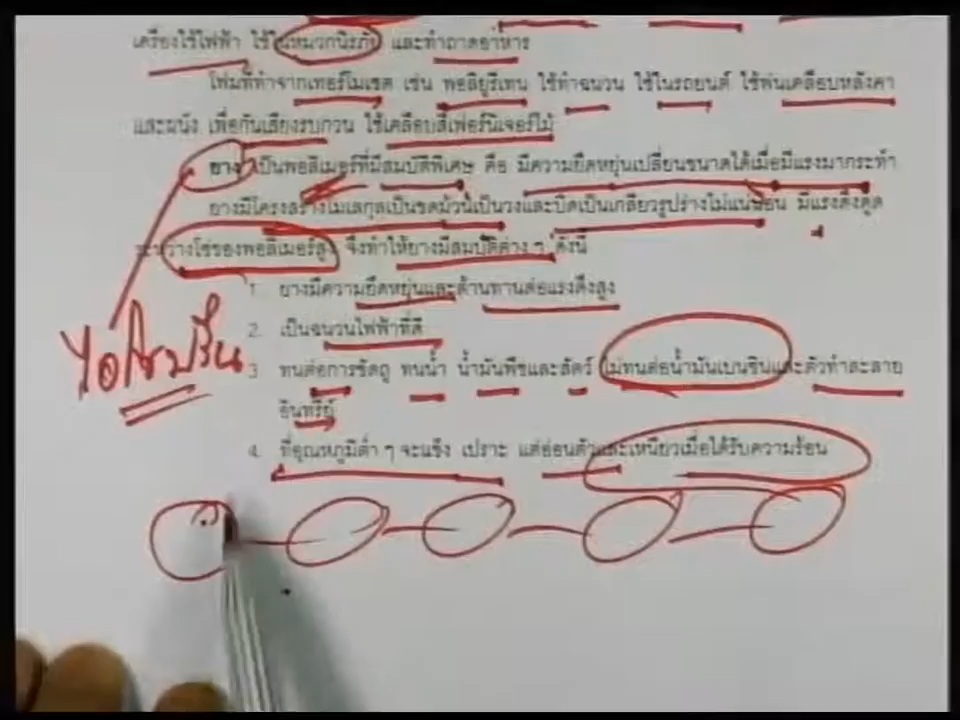 เครื่องใช้ไฟฟ้า ใช้ในหมวกนิรภัย และทำถาดอาหาร
โฟมที่ทำจากเทอร์โมเซต เช่น พอลิยูรีเทน ใช้ทำฉนวน ใช้ในรถยนต์ ใช้พ่นเคลือบหลังคา
และผนัง เพื่อกันเสียงรบกวน ใช้เคลือบสีเฟอร์นิเจอร์ไม้
ยาง เป็นพอลิเมอร์ที่มีสมบัติพิเศษ คือ มีความยืดหยุ่นเปลี่ยนขนาดได้เมื่อมีแรงมากระทำ
ยางมีโครงสร้างโมเลกุลเป็นขดม้วนเป็นวงและบิดเป็นเกลียวรูปร่างไม่แน่นอน มีแรงดึงดูด
ระหว่างโซ่ของพอลิเมอร์สูง จึงทำให้ยางมีสมบัติต่าง ๆ ดังนี้
1. ยางมีความยืดหยุ่นและต้านทานต่อแรงดึงสูง
2. เป็นฉนวนไฟฟ้าที่ดี
ไอโซปรีน
3. ทนต่อการขัดถู ทนน้ำ น้ำมันพืชและสัตว์ ไม่ทนต่อน้ำมันเบนซินและตัวทำละลาย
อินทรีย์
4. ที่อุณหภูมิต่ำ ๆ จะแข็ง เปราะ แต่อ่อนตัวและเหนียวเมื่อได้รับความร้อน